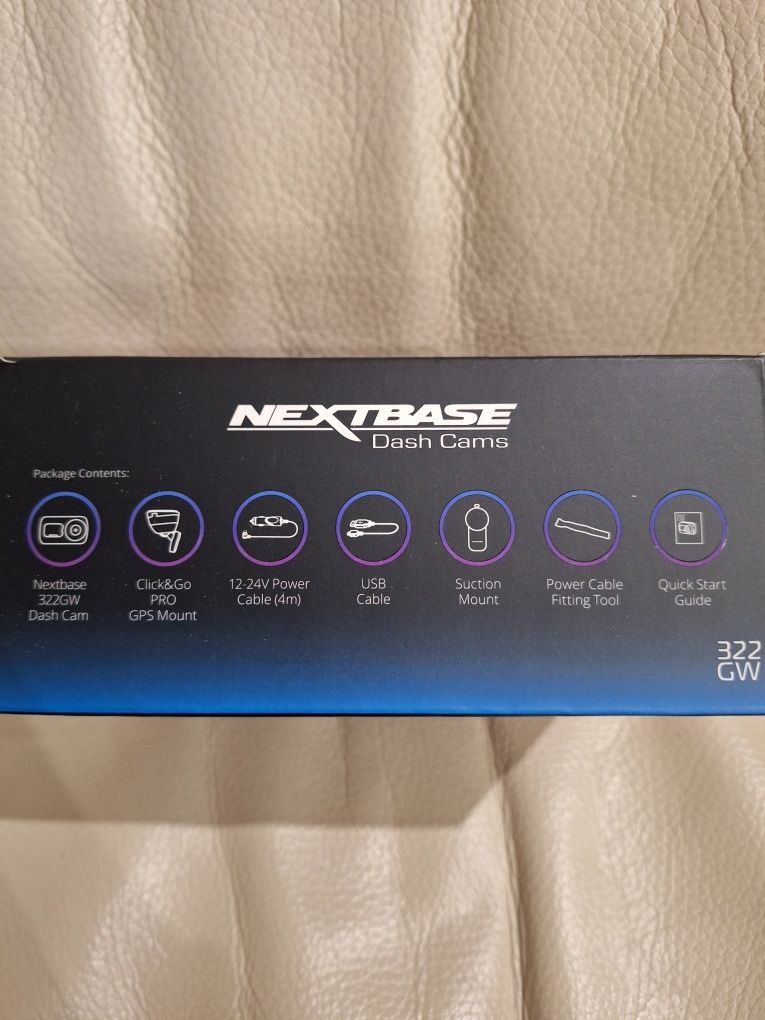 NEXTBASE
Dash Cams
Package Contents:
Nextbase
322GW
Dash Cam
Click&Go
PRO
GPS Mount
12-24V Power
Cable (4m)
USB
Cable
Suction
Mount
Power Cable
Fitting Tool
Quick Start
Guide
322
GW